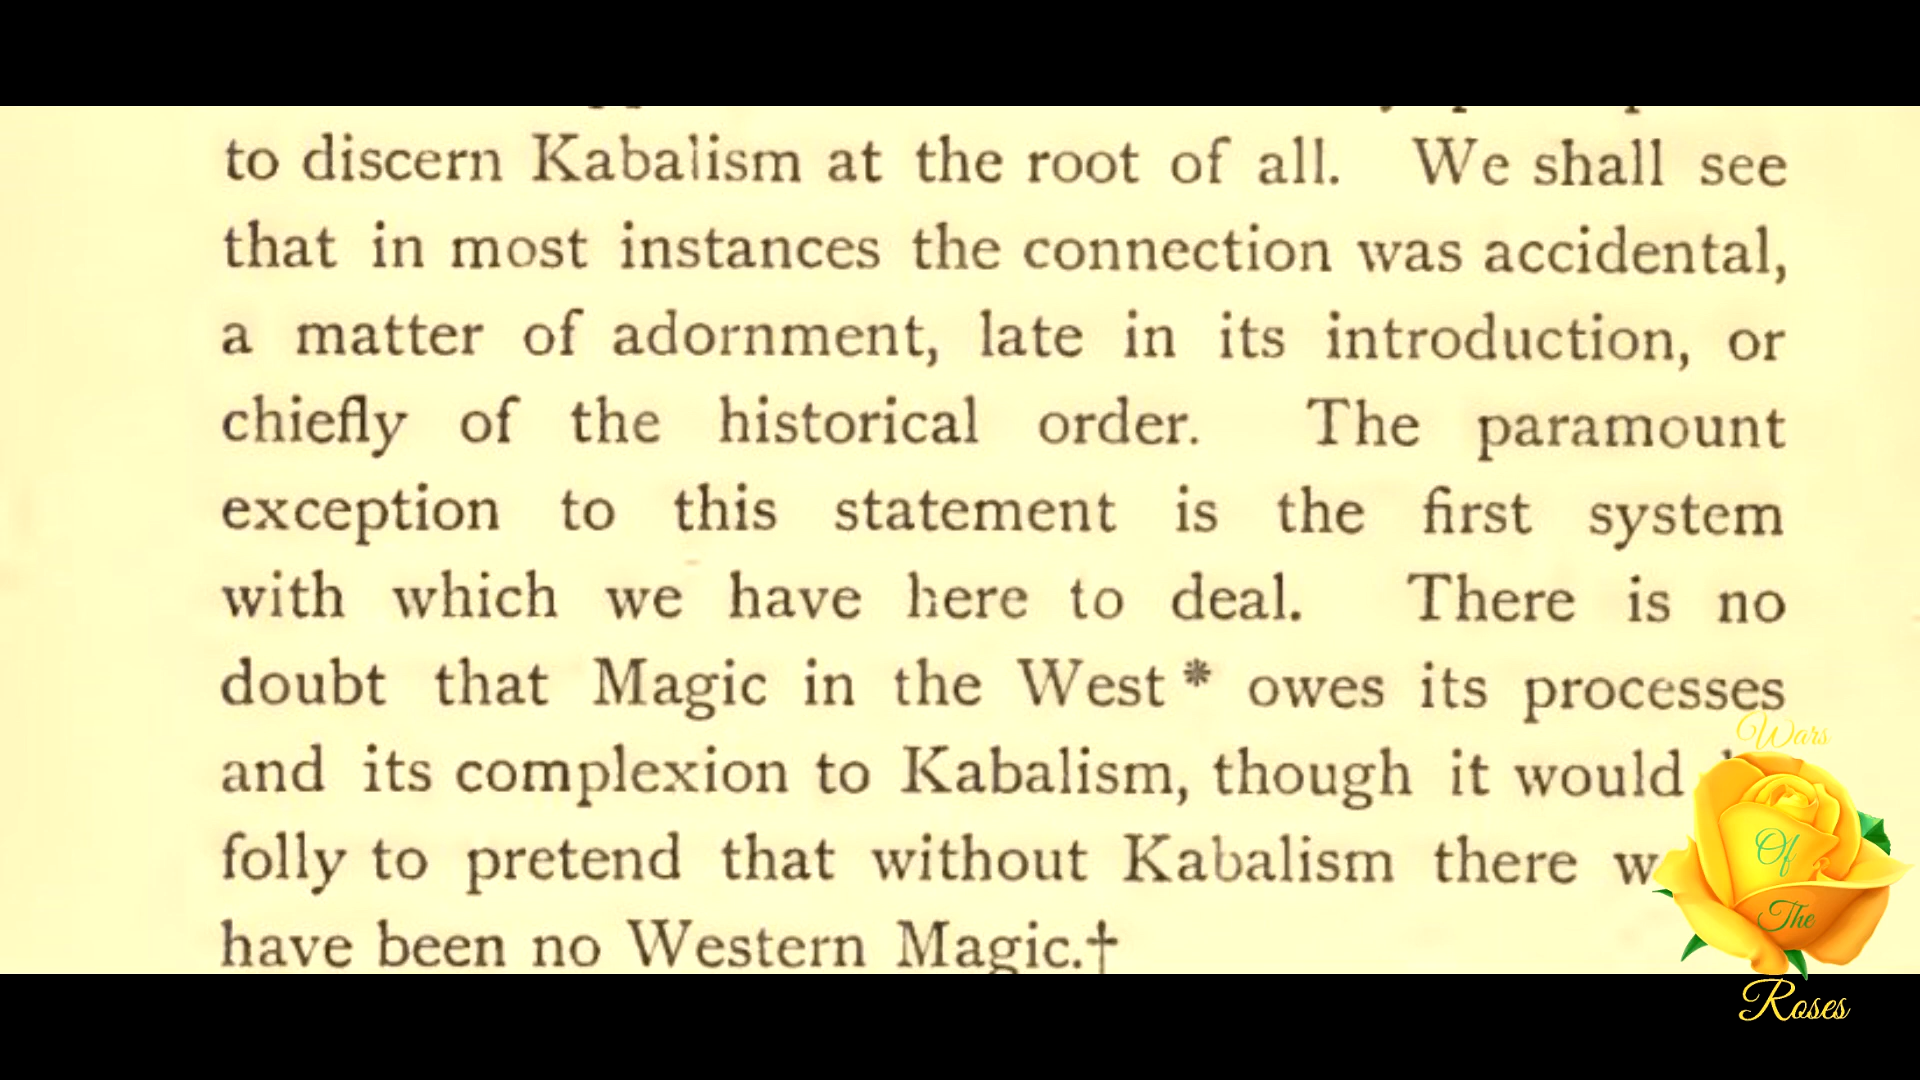 to discern Kabalism at the root of all. We shall see
that in most instances the connection was accidental,
a matter of adornment, late in its introduction, or
chiefly of the historical order. The paramount
exception to this statement is the first system
with which we have here to deal. There is no
doubt that Magic in the West * owes its processes
and its complexion to Kabalism, though it would
folly to pretend that without Kabalism there
have been no Western Magic.†
Wars
Of
The
Roses